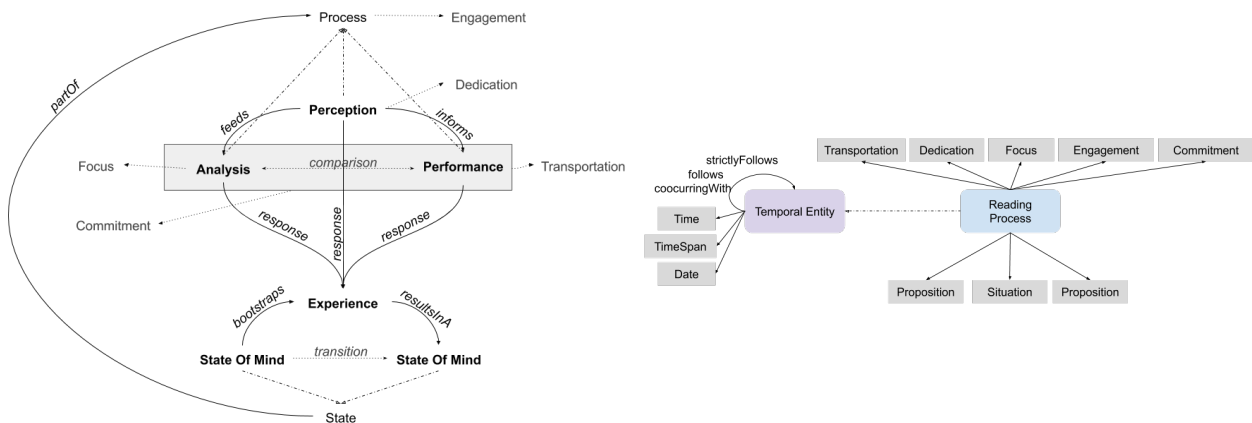 Process
Engagement
partOf
Dedication
Perception
feeds
informs
Focus
Analysis
comparison
Performance
Transportation
Commitment
response
response
response
Experience
bootstraps
resultsInA
State Of Mind
transition
State Of Mind
State
Transportation
Dedication
Focus
Engagement
Commitment
strictlyFollows
follows
coocurringWith
Temporal Entity
Reading
Process
Time
TimeSpan
Date
Proposition
Situation
Proposition